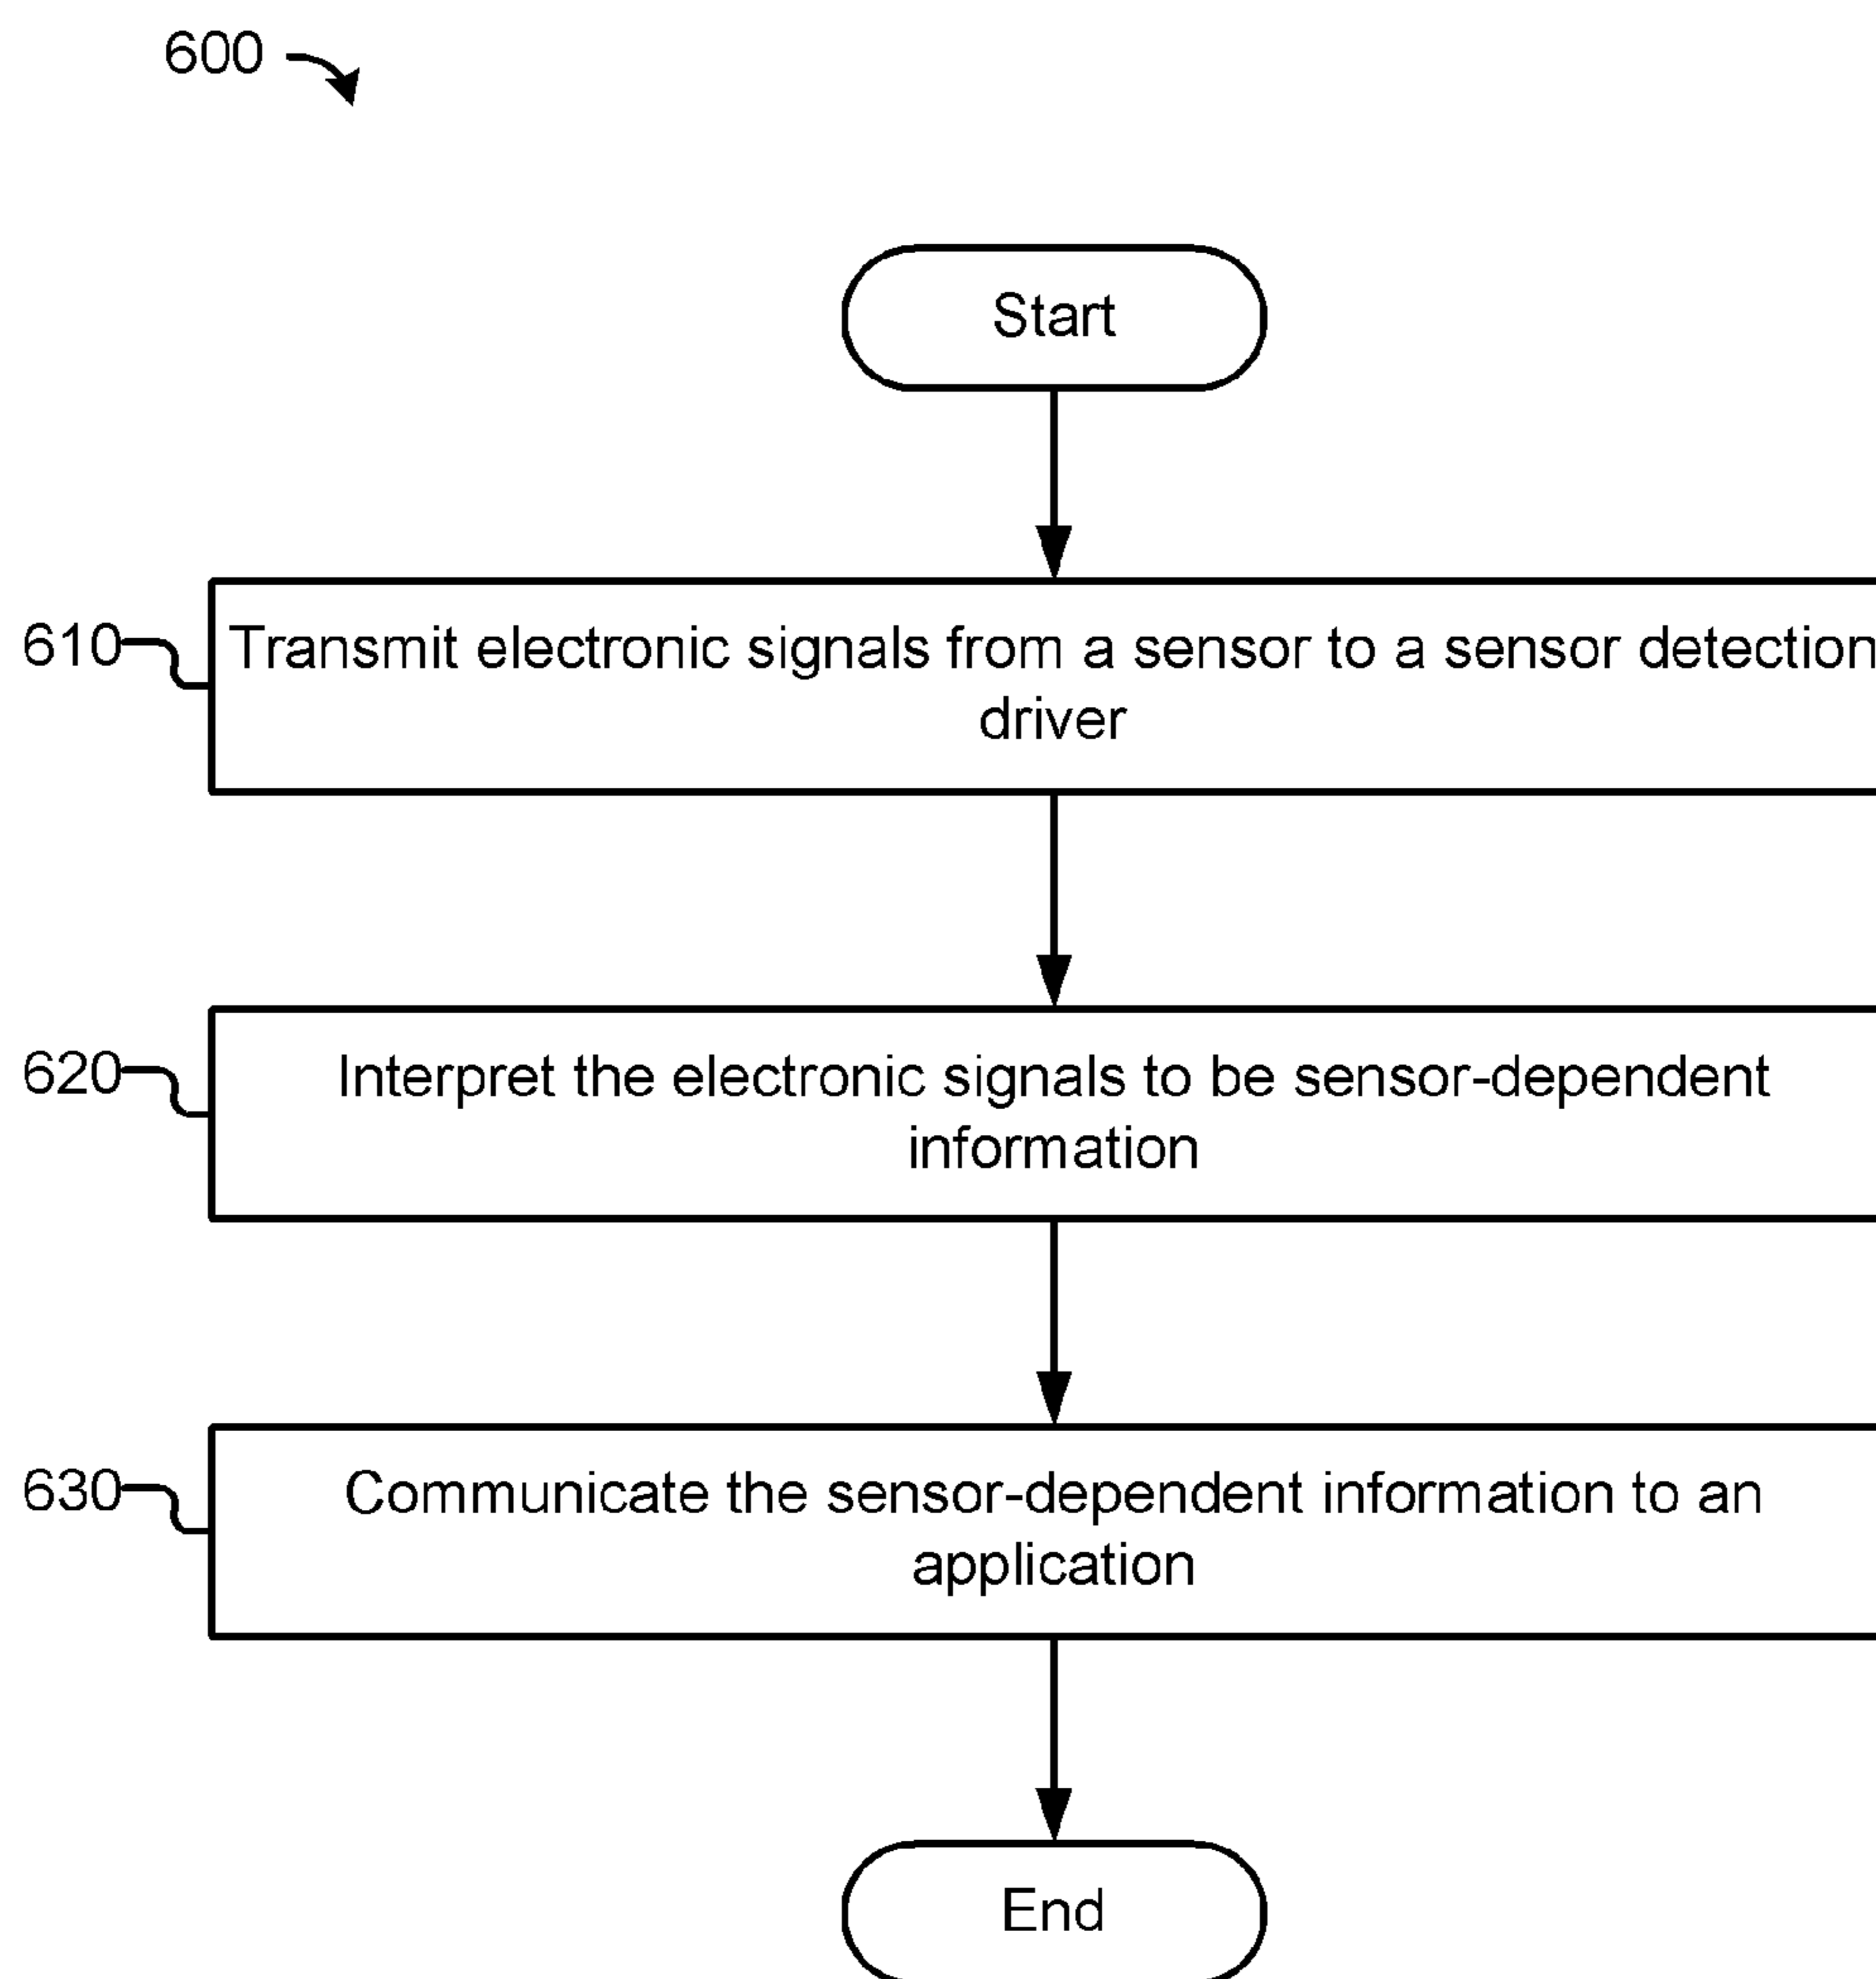 600
Start
610
Transmit electronic signals from a sensor to a sensor detection
driver
620
Interpret the electronic signals to be sensor-dependent
information
630
Communicate the sensor-dependent information to an
application
End